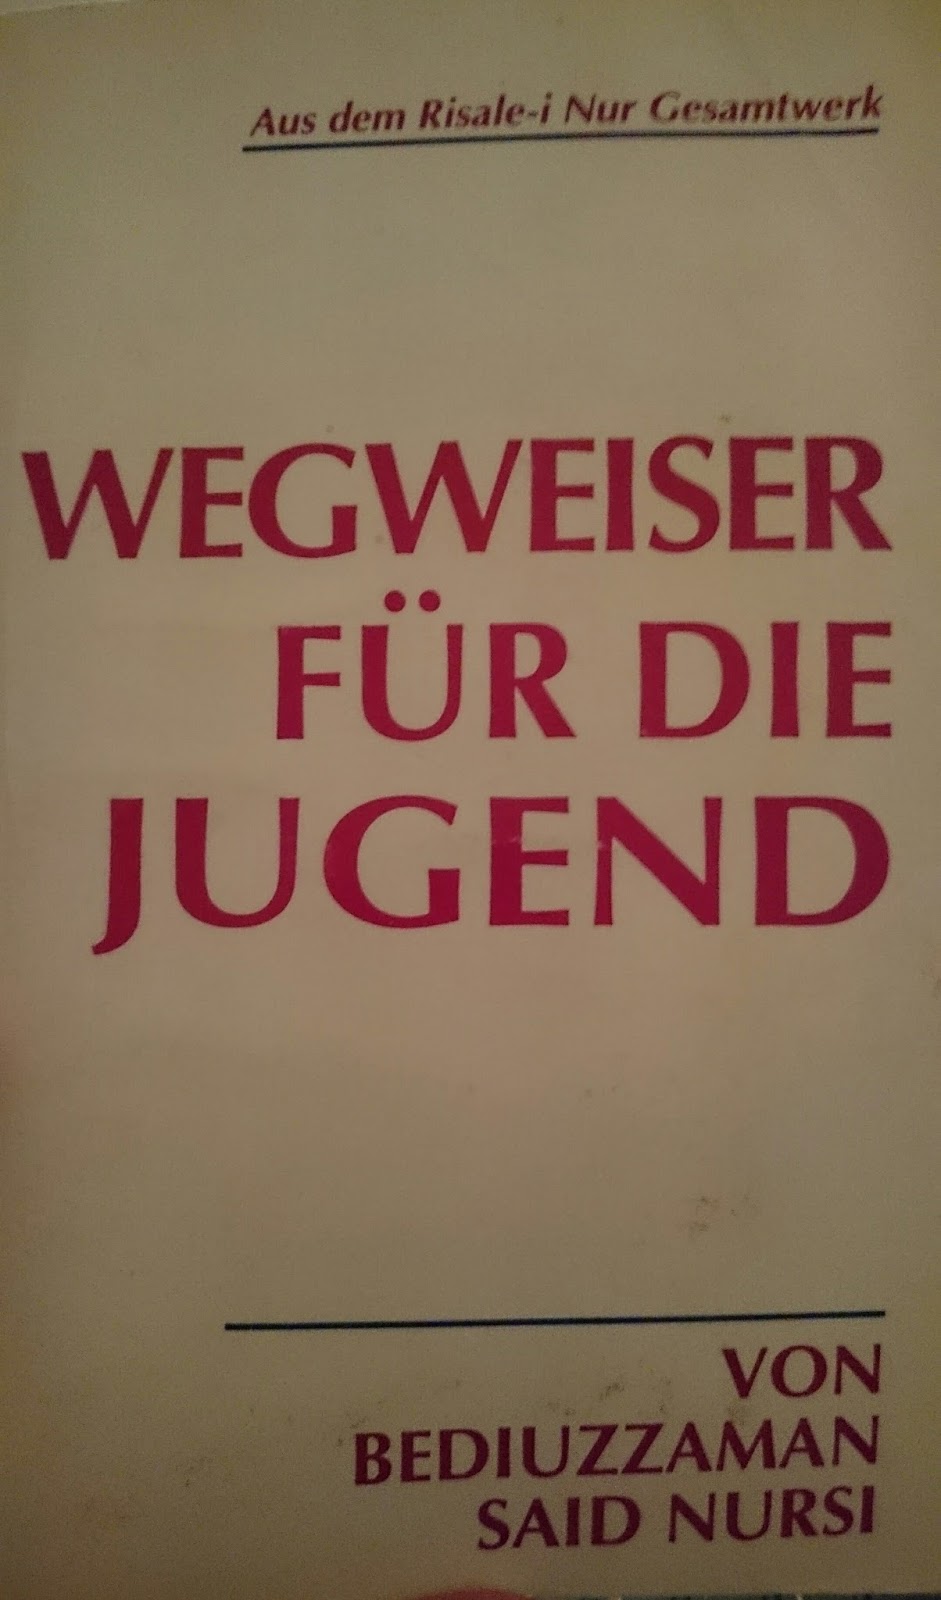 Aus dem Risale-i Nur Gesamtwerk
WEGWEISER
FÜR DIE
JUGEND
VON
BEDIUZZAMAN
SAID NURSI